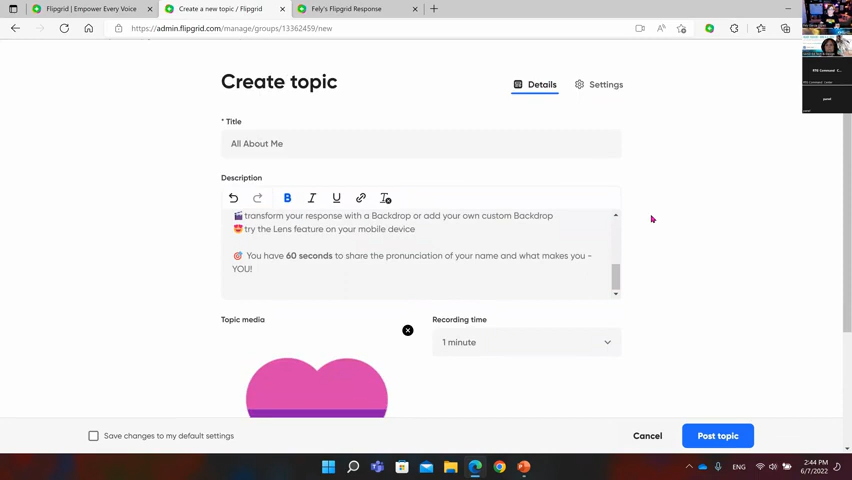 Flipgrid | Empower Every Voice
Create a new topic / Flipgrid
Fely's Flipgrid Response
https://admin.flipgrid.com/manage/groups/13362459/new
Create topic
Details
Settings
* Title
All About Me
Description
B I U
transform your response with a Backdrop or add your own custom Backdrop
try the Lens feature on your mobile device
You have 60 seconds to share the pronunciation of your name and what makes you -
YOU!
Topic media
Recording time
1 minute
Save changes to my default settings
Cancel
Post topic
ENG
2:44 PM
6/7/2022